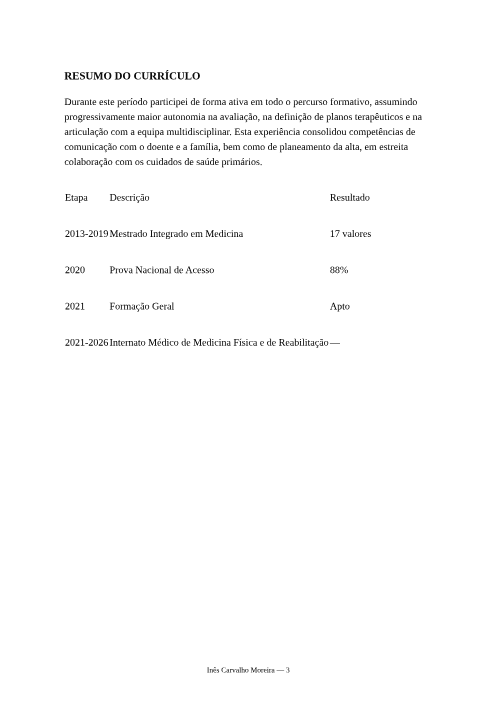 RESUMO DO CURRÍCULO
Durante este período participei de forma ativa em todo o percurso formativo, assumindo
progressivamente maior autonomia na avaliação, na definição de planos terapêuticos e na
articulação com a equipa multidisciplinar. Esta experiência consolidou competências de
comunicação com o doente e a família, bem como de planeamento da alta, em estreita
colaboração com os cuidados de saúde primários.
Etapa Descrição Resultado
2013-2019 Mestrado Integrado em Medicina 17 valores
2020 Prova Nacional de Acesso 88%
2021 Formação Geral Apto
2021-2026 Internato Médico de Medicina Física e de Reabilitação —
Inês Carvalho Moreira — 3